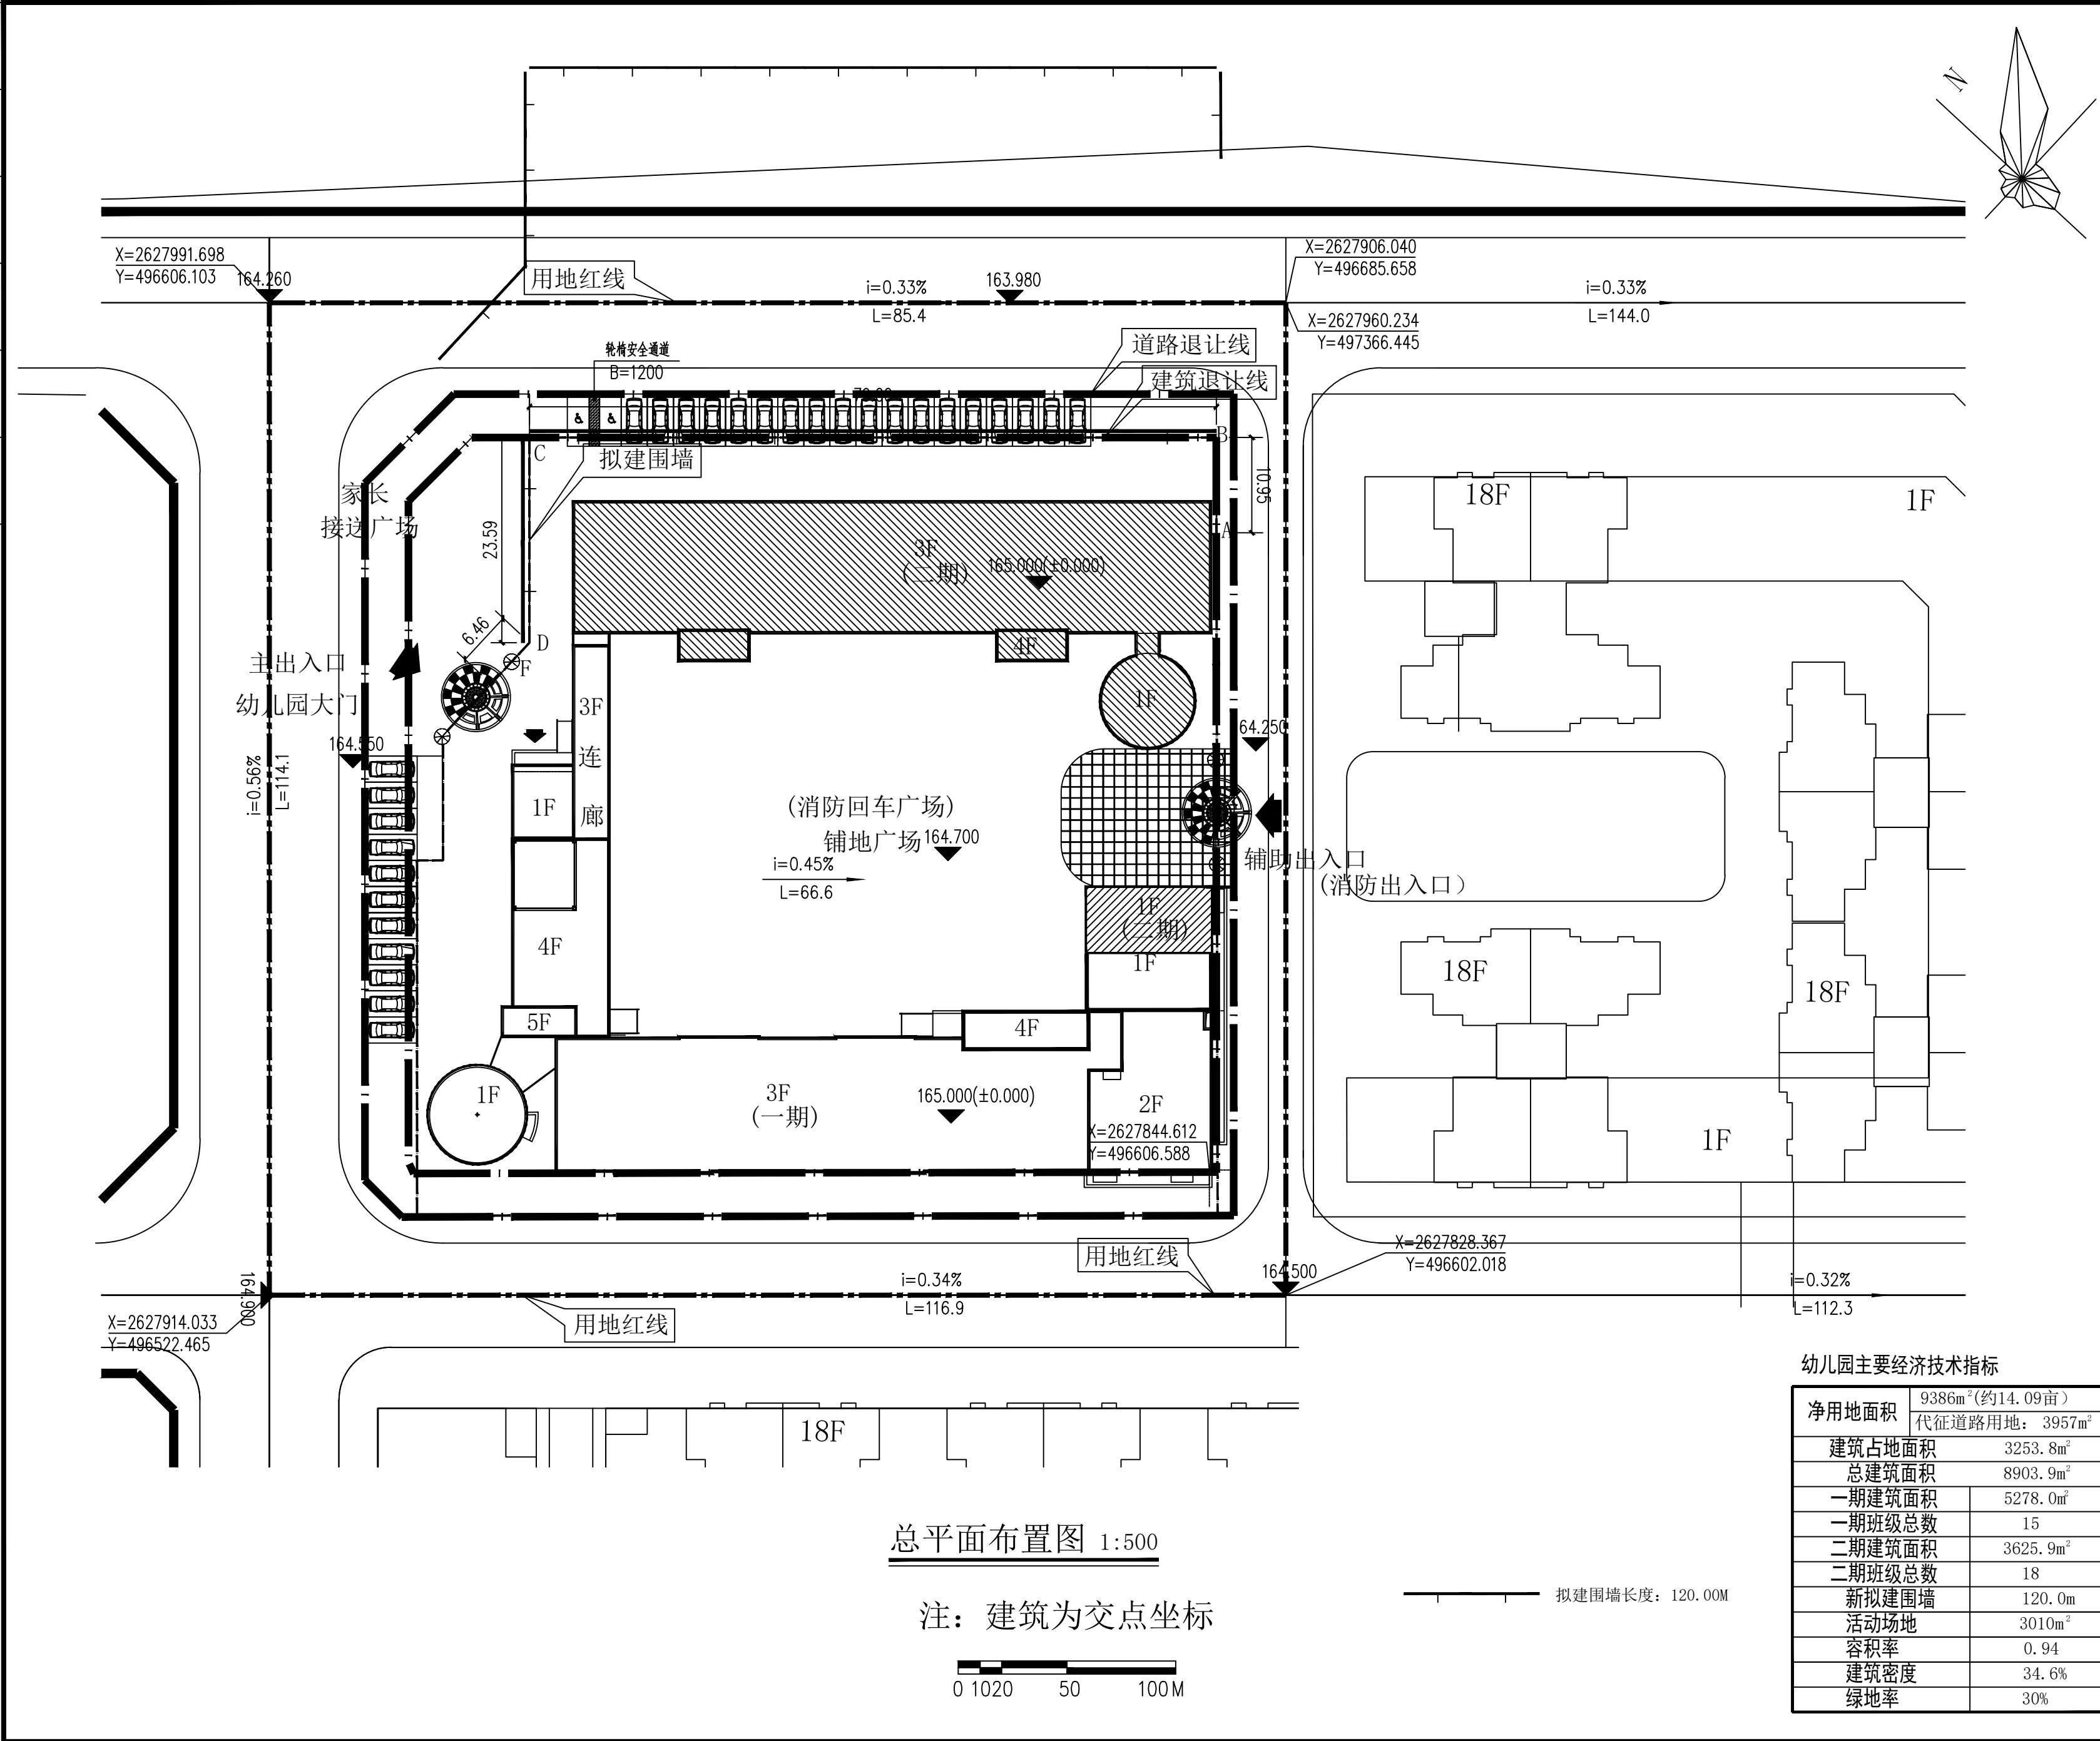 N
X=2627991.698
Y=496606.103
164.260
用地红线
i=0.33%
L=85.4
163.980
X=2627906.040
Y=496685.658
i=0.33%
L=144.0
X=2627960.234
Y=497366.445
道路退让线
建筑退让线
轮椅安全通道
B=1200
C
B
拟建围墙
10.95
A
家长
接送广场
23.59
3F
(二期)
165.000(±0.000)
18F
1F
6.46
D
F
4F
主出入口
幼儿园大门
3F
连
廊
1F
164.550
64.250
i=0.56%
L=114.1
1F
(消防回车广场)
铺地广场
164.700
i=0.45%
L=66.6
辅助出入口
(消防出入口)
1F
(二期)
1F
4F
18F
18F
5F
4F
1F
3F
(一期)
165.000(±0.000)
2F
X=2627844.612
Y=496606.588
1F
用地红线
X=2627828.367
Y=496602.018
164.500
164.900
i=0.34%
L=116.9
i=0.32%
L=112.3
用地红线
X=2627914.033
Y=496522.465
18F
总平面布置图 1:500
注：建筑为交点坐标
0 10 20 50 100M
拟建围墙长度：120.00M
幼儿园主要经济技术指标
净用地面积 9386m²(约14.09亩)
代征道路用地： 3957m²
建筑占地面积 3253.8m²
总建筑面积 8903.9m²
一期建筑面积 5278.0m²
一期班级总数 15
二期建筑面积 3625.9m²
二期班级总数 18
新拟建围墙 120.0m
活动场地 3010m²
容积率 0.94
建筑密度 34.6%
绿地率 30%